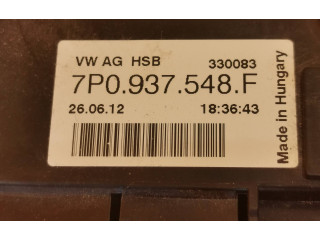 VW AG HSB 330083
7P0.937.548.F
26.06.12 18:36:43
Made in Hungary